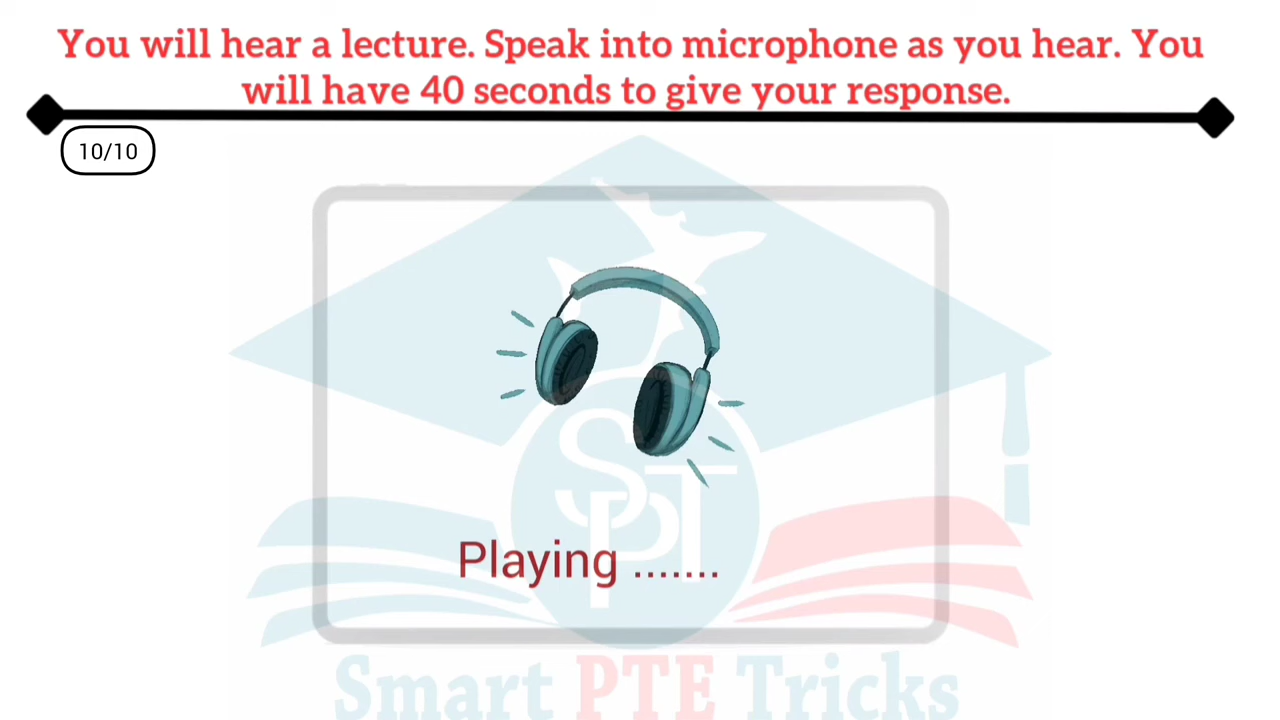 You will hear a lecture. Speak into microphone as you hear. You
will have 40 seconds to give your response.
10/10
SPT
Playing .......
Smart PTE Tricks